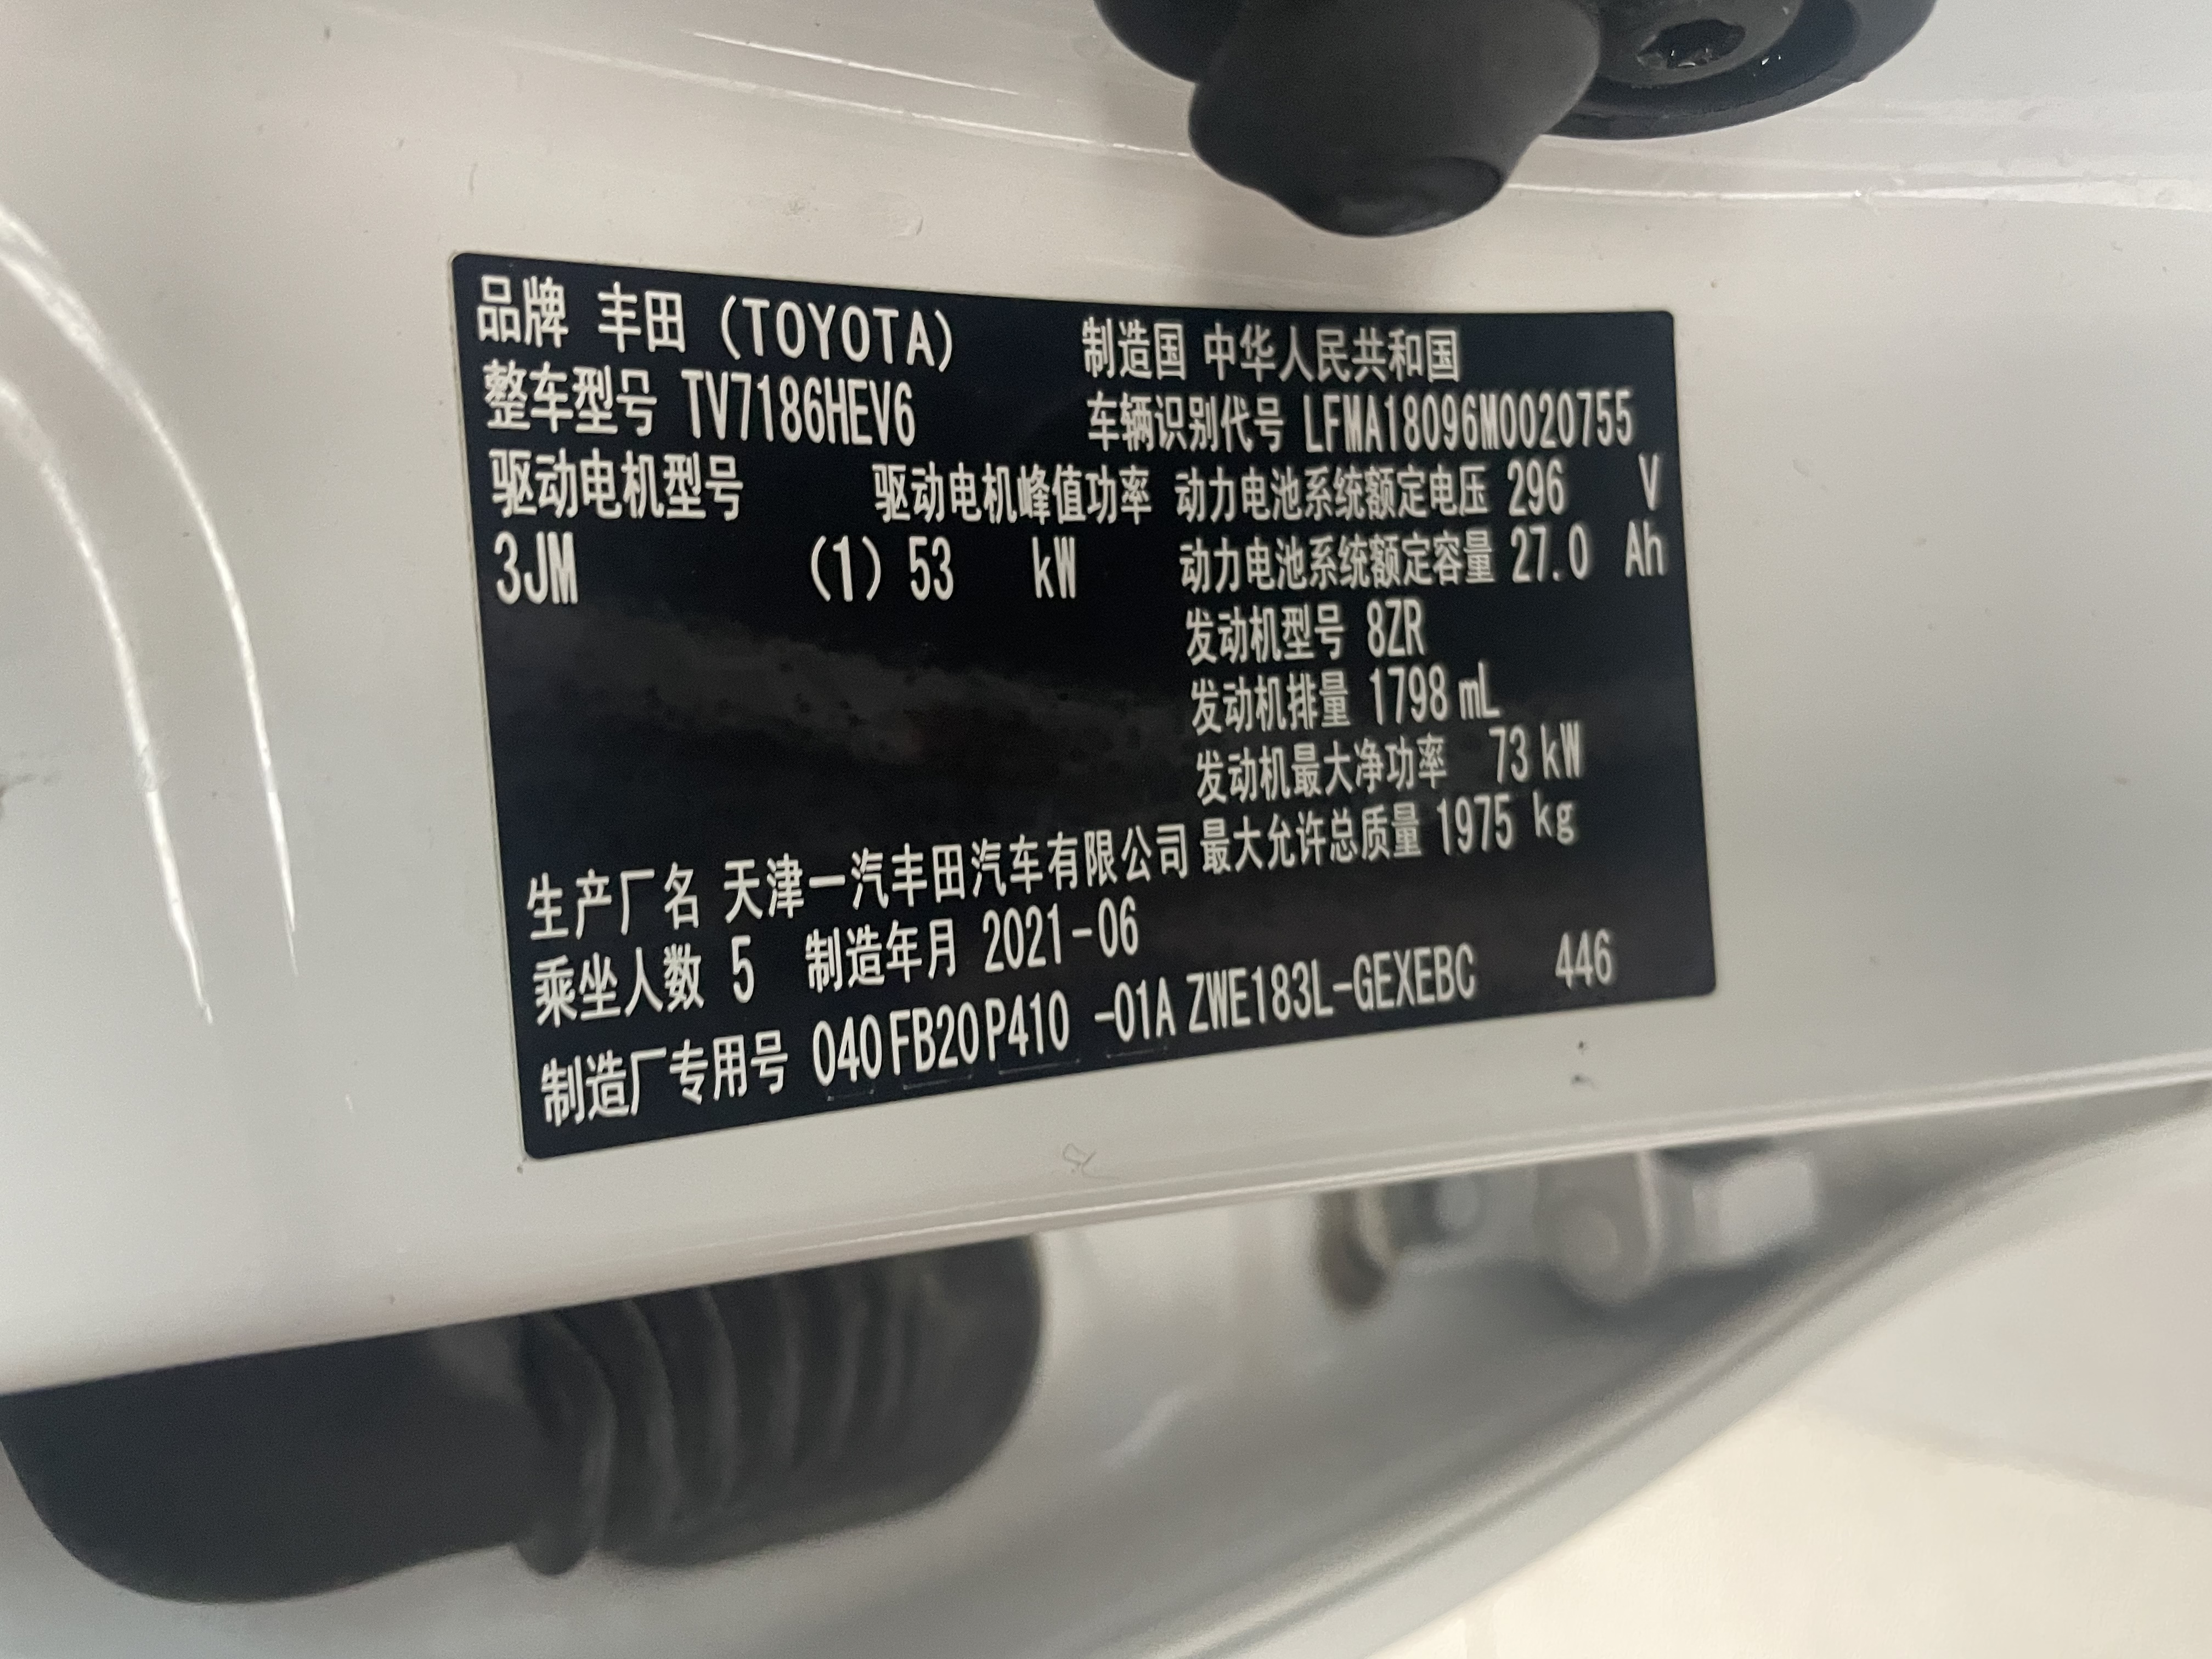 品牌 丰田 (TOYOTA) 制造国 中华人民共和国
整车型号 TV7186HEV6 车辆识别代号 LFMA18096M0020755
驱动电机型号 驱动电机峰值功率 动力电池系统额定电压 296 V
3JM (1) 53 kW 动力电池系统额定容量 27.0 Ah
发动机型号 8ZR
发动机排量 1798 mL
发动机最大净功率 73 kW
生产厂名 天津一汽丰田汽车有限公司 最大允许总质量 1975 kg
乘坐人数 5 制造年月 2021-06
制造厂专用号 040 FB20 P410 -01A ZWE183L-GEXEBC 446